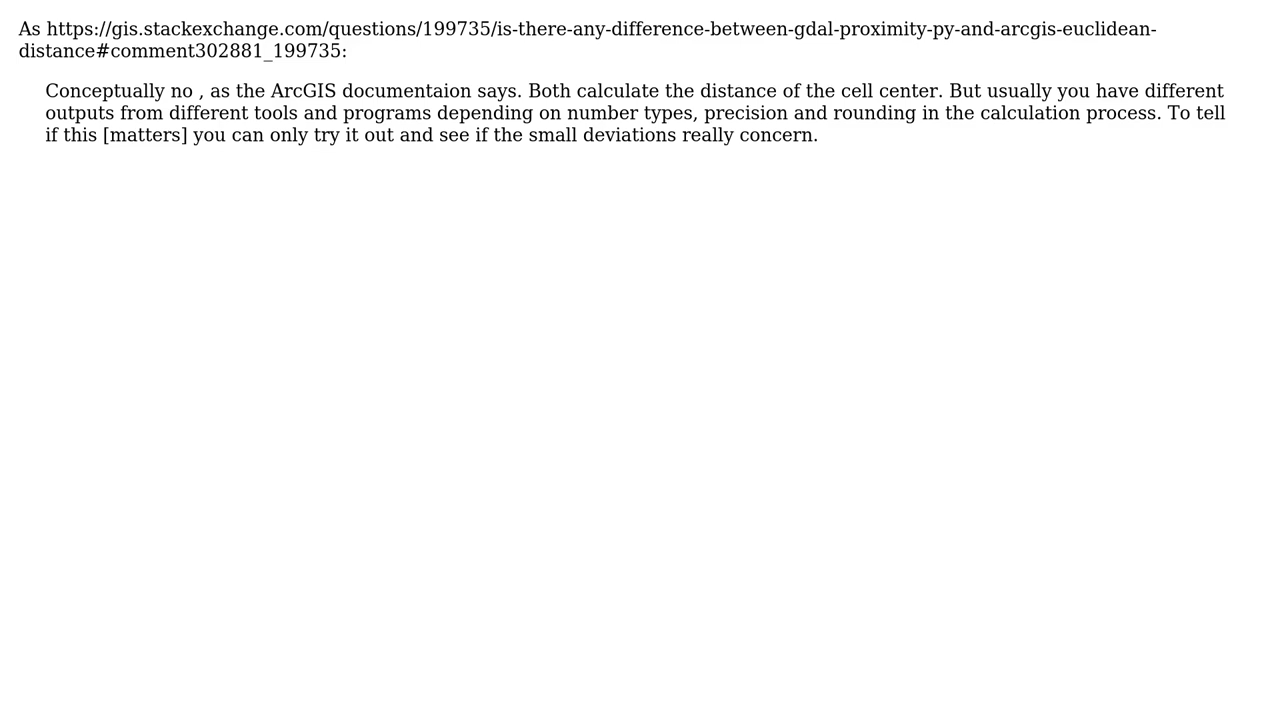 As https://gis.stackexchange.com/questions/199735/is-there-any-difference-between-gdal-proximity-py-and-arcgis-euclidean-
distance#comment302881_199735:
Conceptually no , as the ArcGIS documentaion says. Both calculate the distance of the cell center. But usually you have different
outputs from different tools and programs depending on number types, precision and rounding in the calculation process. To tell
if this [matters] you can only try it out and see if the small deviations really concern.